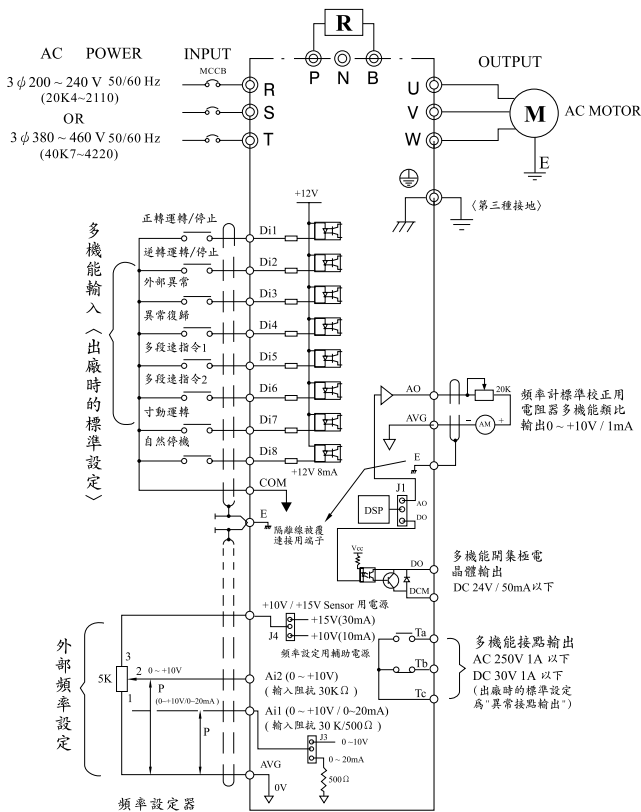 R
AC POWER
INPUT
MCCB
P N B
OUTPUT
3 φ 200 ~ 240 V 50/60 Hz
(20K4~2110)
OR
3 φ 380 ~ 460 V 50/60 Hz
(40K7~4220)
R
S
T
U
V
W
M
AC MOTOR
E
〈第三種接地〉
+12V
多機能輸入〈出廠時的標準設定〉
正轉運轉/停止
Di1
逆轉運轉/停止
Di2
外部異常
Di3
異常復歸
Di4
多段速指令1
Di5
多段速指令2
Di6
寸動運轉
Di7
自然停機
Di8
+12V 8mA
COM
E
隔離線被覆
連接用端子
AO
20K
AVG
− AM +
E
頻率計標準校正用
電阻器多機能類比
輸出0 ~ +10V / 1mA
J1
DSP
AO
DO
Vcc
DO
DCM
多機能開集極電
晶體輸出
DC 24V / 50mA以下
+10V / +15V Sensor 用電源
+15V(30mA)
J4
+10V(10mA)
頻率設定用輔助電源
Ta
Tb
Tc
多機能接點輸出
AC 250V 1A 以下
DC 30V 1A 以下
(出廠時的標準設定
為"異常接點輸出")
外部頻率設定
5K
3
2
0 ~ +10V
1
P
(0~+10V/0~20mA)
P
Ai2 (0 ~ +10V)
( 輸入阻抗 30KΩ )
Ai1 (0 ~ +10V / 0~20mA)
( 輸入阻抗 30 K/500Ω )
J3
0 ~10V
0 ~ 20mA
500Ω
AVG
0V
頻率設定器